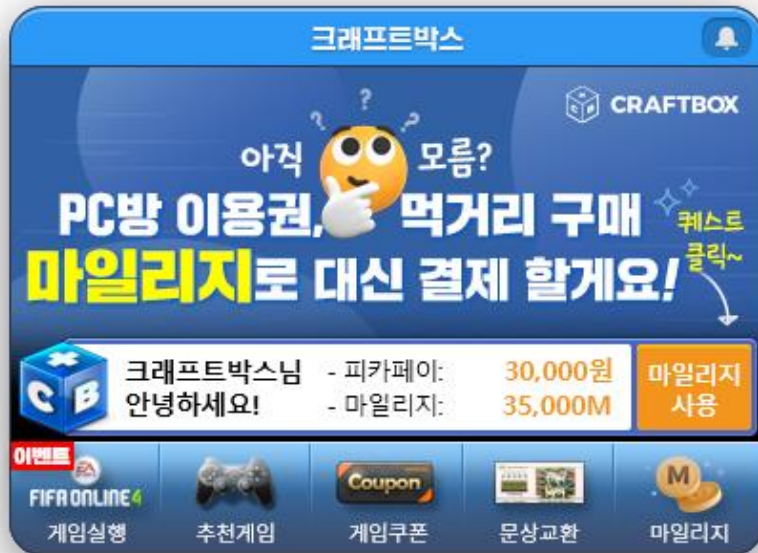 크래프트박스
CRAFTBOX
? ? ?
아직 모름?
PC방 이용권, 먹거리 구매
마일리지로 대신 결제 할게요!
퀘스트
클릭~
C X B
크래프트박스님 - 피카페이: 30,000원
안녕하세요! - 마일리지: 35,000M
마일리지
사용
이벤트
EA
FIFA ONLINE 4
Coupon
M
게임실행 추천게임 게임쿠폰 문상교환 마일리지